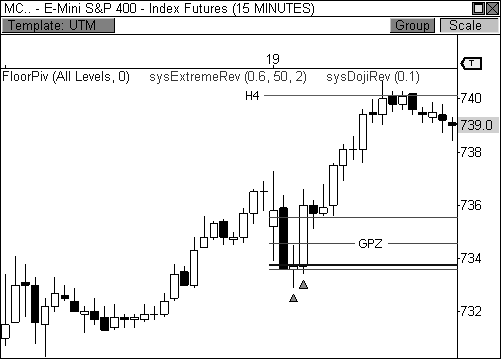 MC.. - E-Mini S&P 400 - Index Futures (15 MINUTES)
Template: UTM Group Scale
19
T
FloorPiv (All Levels, 0) sysExtremeRev (0.6, 50, 2) sysDojiRev (0.1)
H4
740
739.0
738
736
GPZ
734
732